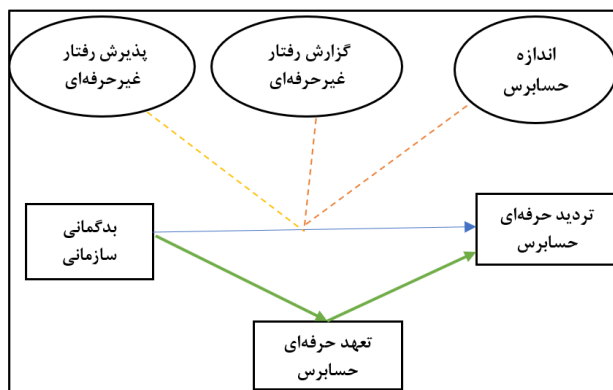 پذیرش رفتار
غیرحرفه‌ای
گزارش رفتار
غیرحرفه‌ای
اندازه
حسابرس
بدگمانی
سازمانی
تردید حرفه‌ای
حسابرس
تعهد حرفه‌ای
حسابرس